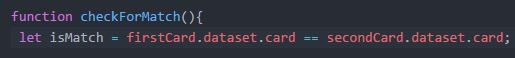 function checkForMatch(){
let isMatch = firstCard.dataset.card == secondCard.dataset.card;